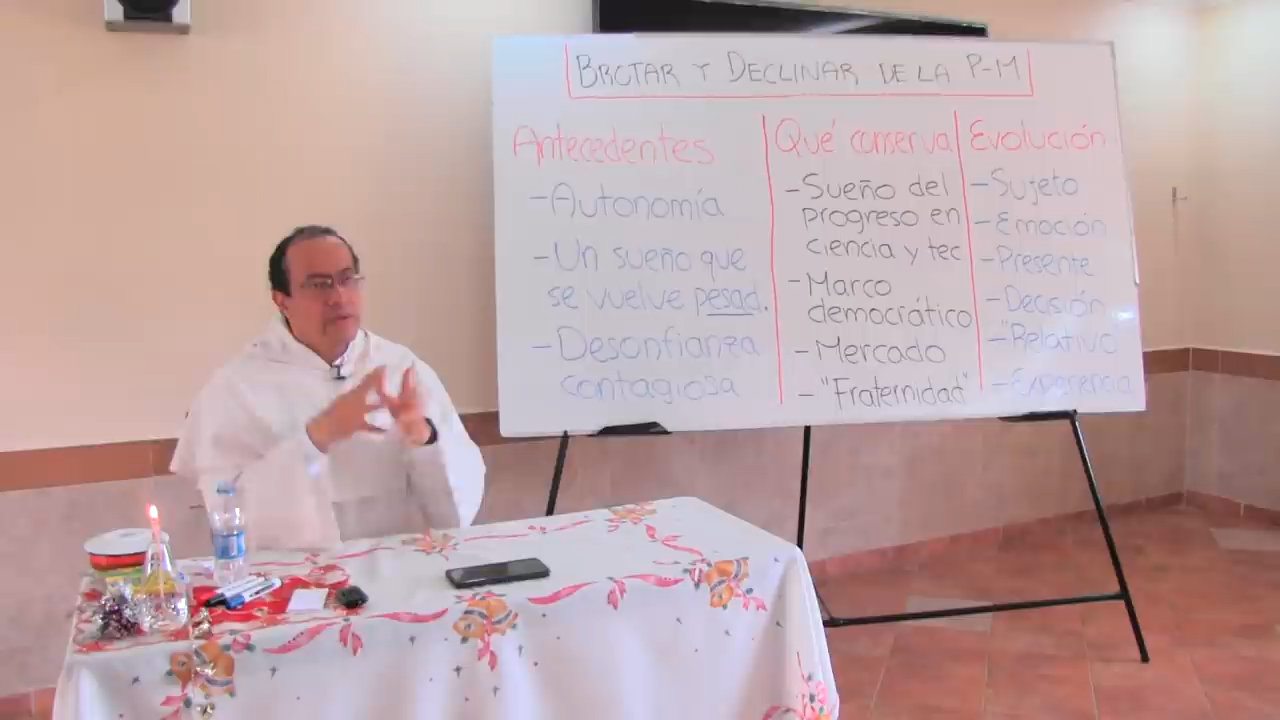 BROTAR Y DECLINAR DE LA P-M
Antecedentes
- Autonomía
- Un sueño que
se vuelve pesad.
- Desconfianza
contagiosa
Qué conserva
- Sueño del
progreso en
ciencia y tec
- Marco
democrático
- Mercado
- "Fraternidad"
Evolución
- Sujeto
- Emoción
- Presente
- Decisión
- "Relativo
- Experiencia